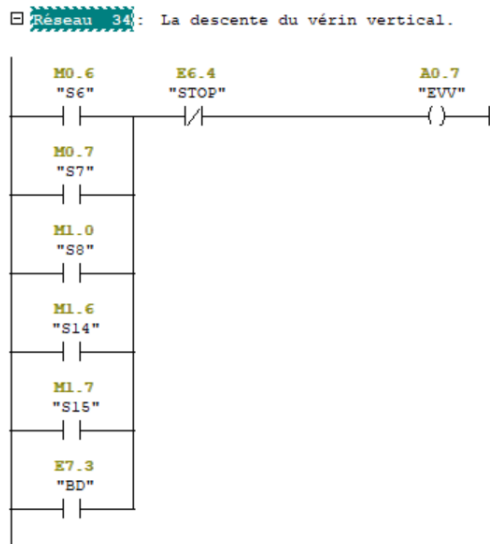 Réseau 34: La descente du vérin vertical.
M0.6 E6.4 A0.7
"S6" "STOP" "EVV"
M0.7
"S7"
M1.0
"S8"
M1.6
"S14"
M1.7
"S15"
E7.3
"BD"